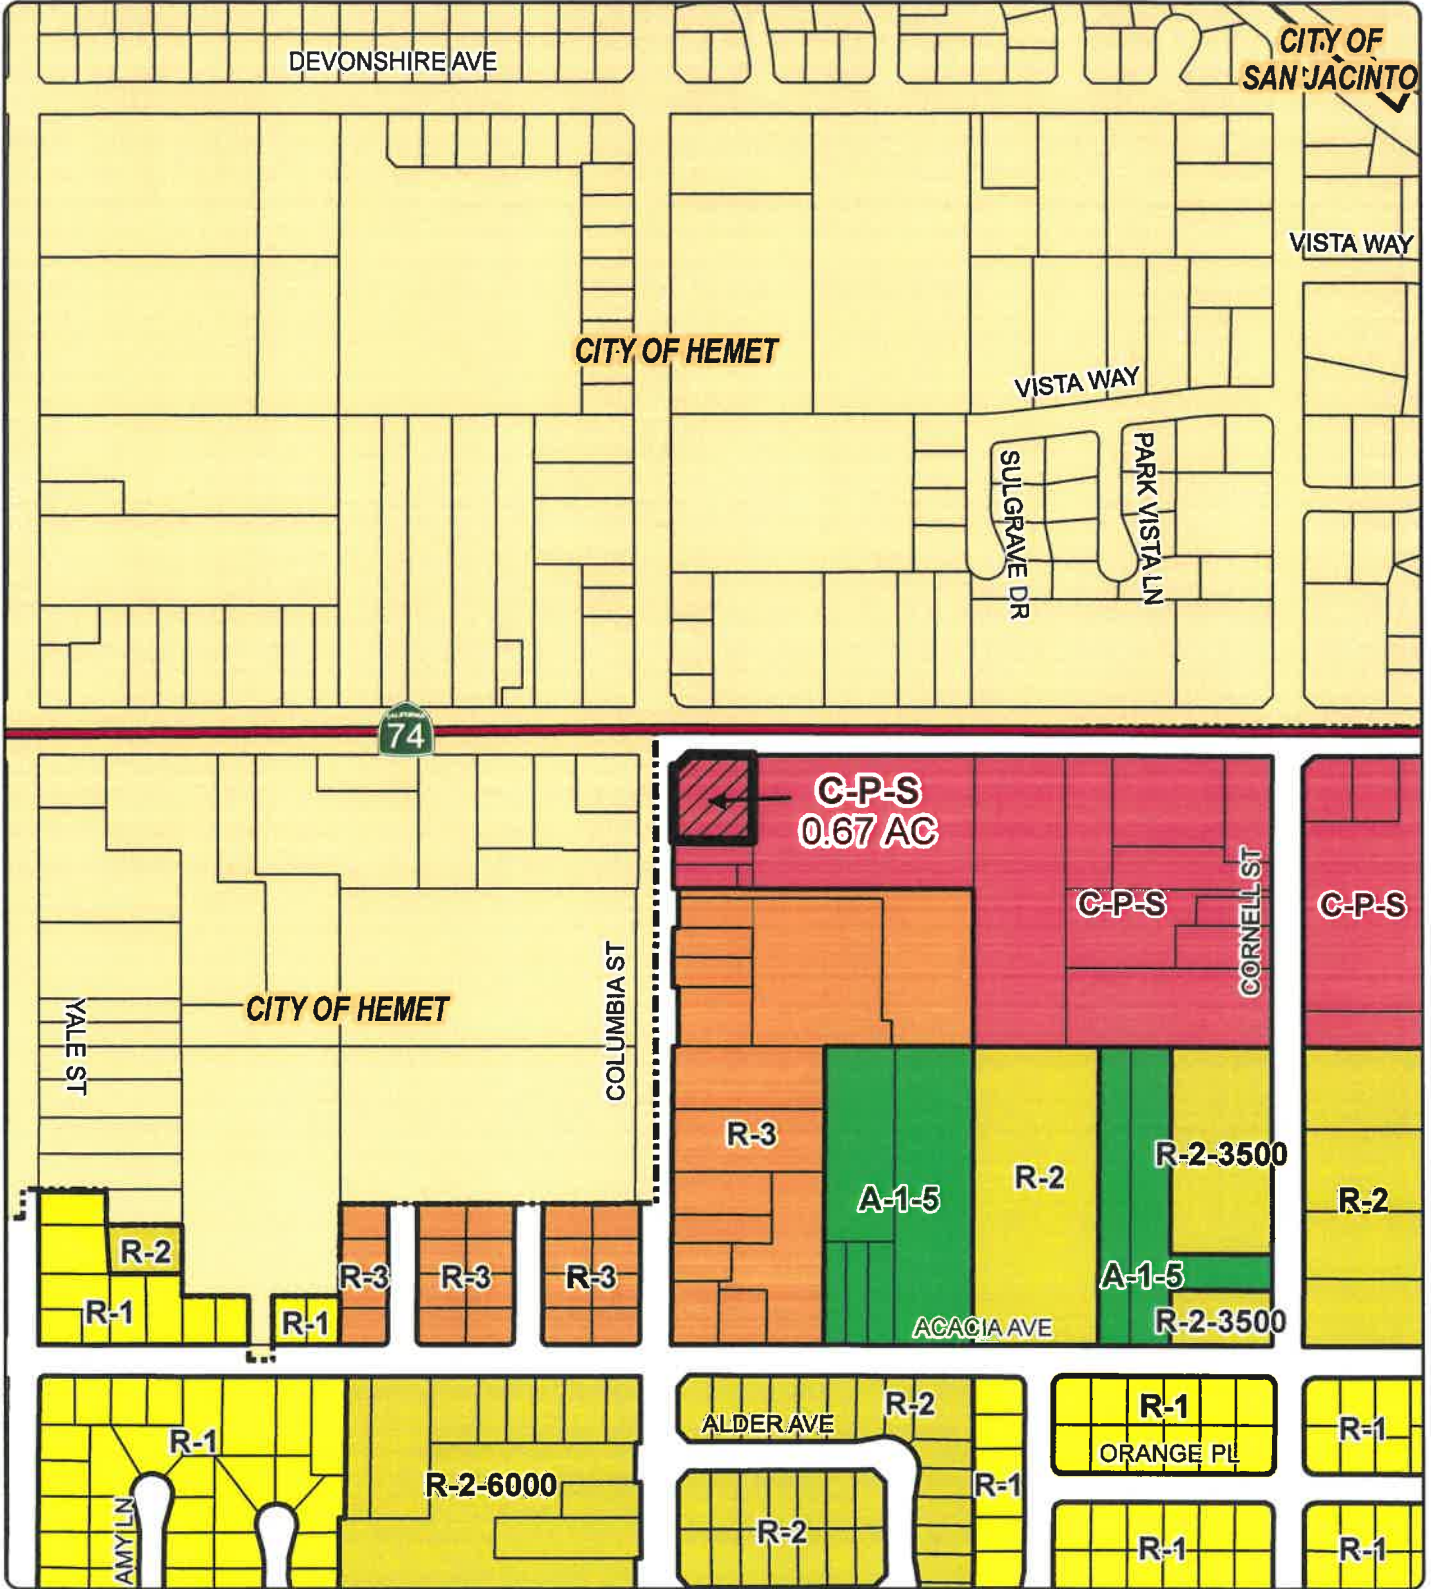 CITY OF
SAN JACINTO
DEVONSHIRE AVE
VISTA WAY
CITY OF HEMET
VISTA WAY
SULGRAVE DR
PARK VISTA LN
CALIFORNIA
74
C-P-S
0.67 AC
C-P-S
C-P-S
CORNELL ST
COLUMBIA ST
CITY OF HEMET
YALE ST
R-3
R-2-3500
R-2
A-1-5
R-2
R-2
R-3
R-3
R-3
A-1-5
R-1
R-1
ACACIA AVE
R-2-3500
R-2
R-1
ALDER AVE
R-1
R-1
ORANGE PL
R-2-6000
R-1
AMY LN
R-2
R-1
R-1